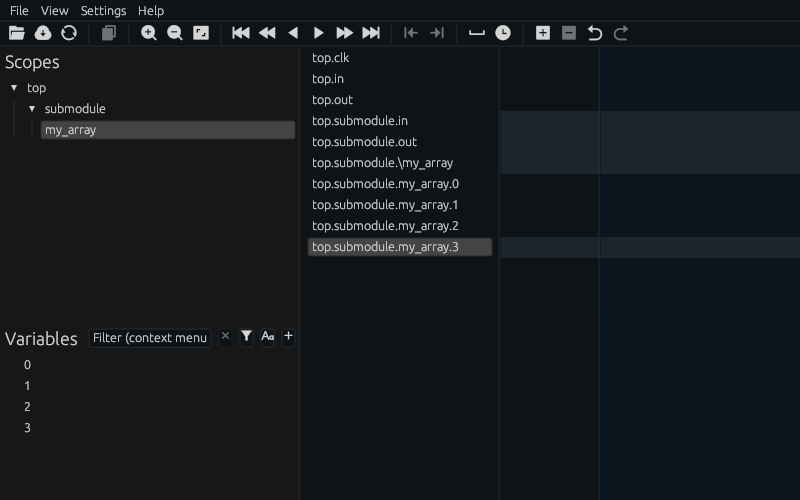 File View Settings Help
Scopes
top
submodule
my_array
Variables Filter (context menu
0
1
2
3
top.clk
top.in
top.out
top.submodule.in
top.submodule.out
top.submodule.\my_array
top.submodule.my_array.0
top.submodule.my_array.1
top.submodule.my_array.2
top.submodule.my_array.3